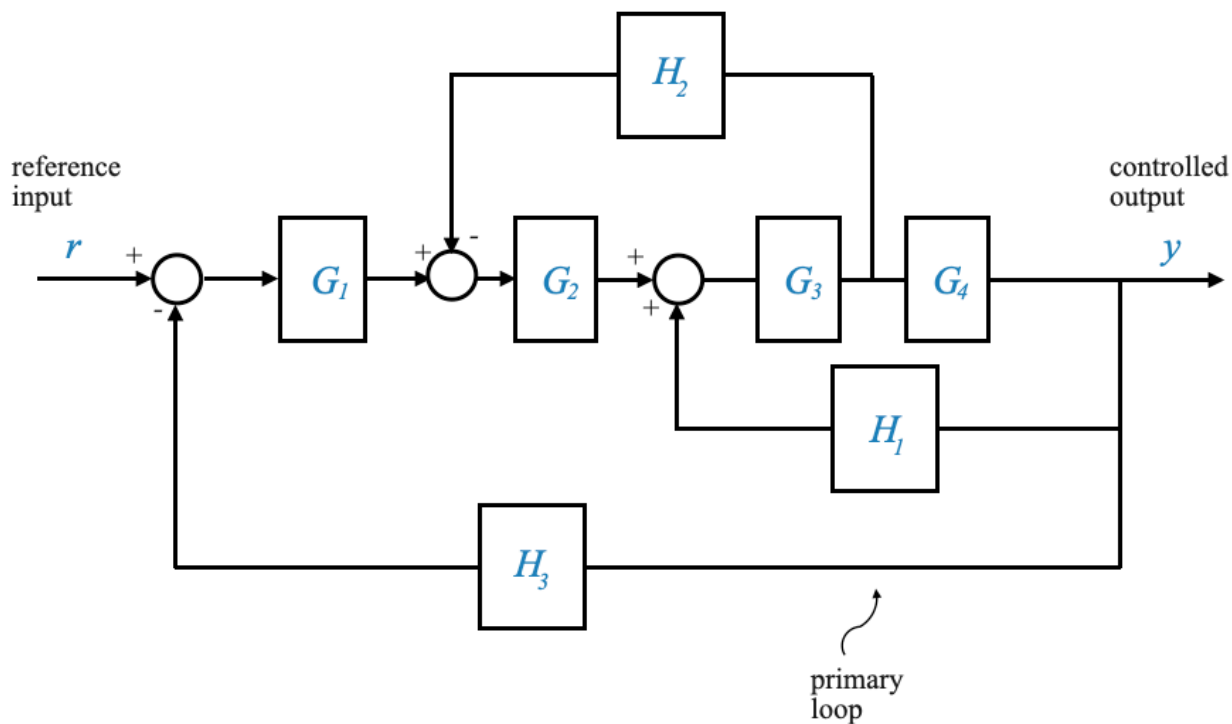 H2
reference
input
controlled
output
r
y
+
-
+
-
+
+
G1
G2
G3
G4
H1
H3
primary
loop